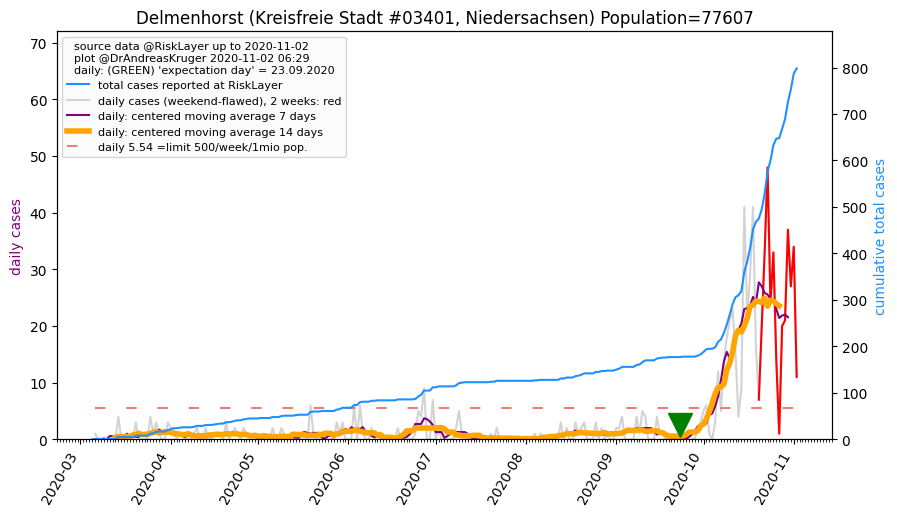 Delmenhorst (Kreisfreie Stadt #03401, Niedersachsen) Population=77607
source data @RiskLayer up to 2020-11-02
plot @DrAndreasKruger 2020-11-02 06:29
daily: (GREEN) 'expectation day' = 23.09.2020
total cases reported at RiskLayer
daily cases (weekend-flawed), 2 weeks: red
daily: centered moving average 7 days
daily: centered moving average 14 days
daily 5.54 =limit 500/week/1mio pop.
daily cases
70
60
50
40
30
20
10
0
cumulative total cases
800
700
600
500
400
300
200
100
0
2020-03
2020-04
2020-05
2020-06
2020-07
2020-08
2020-09
2020-10
2020-11